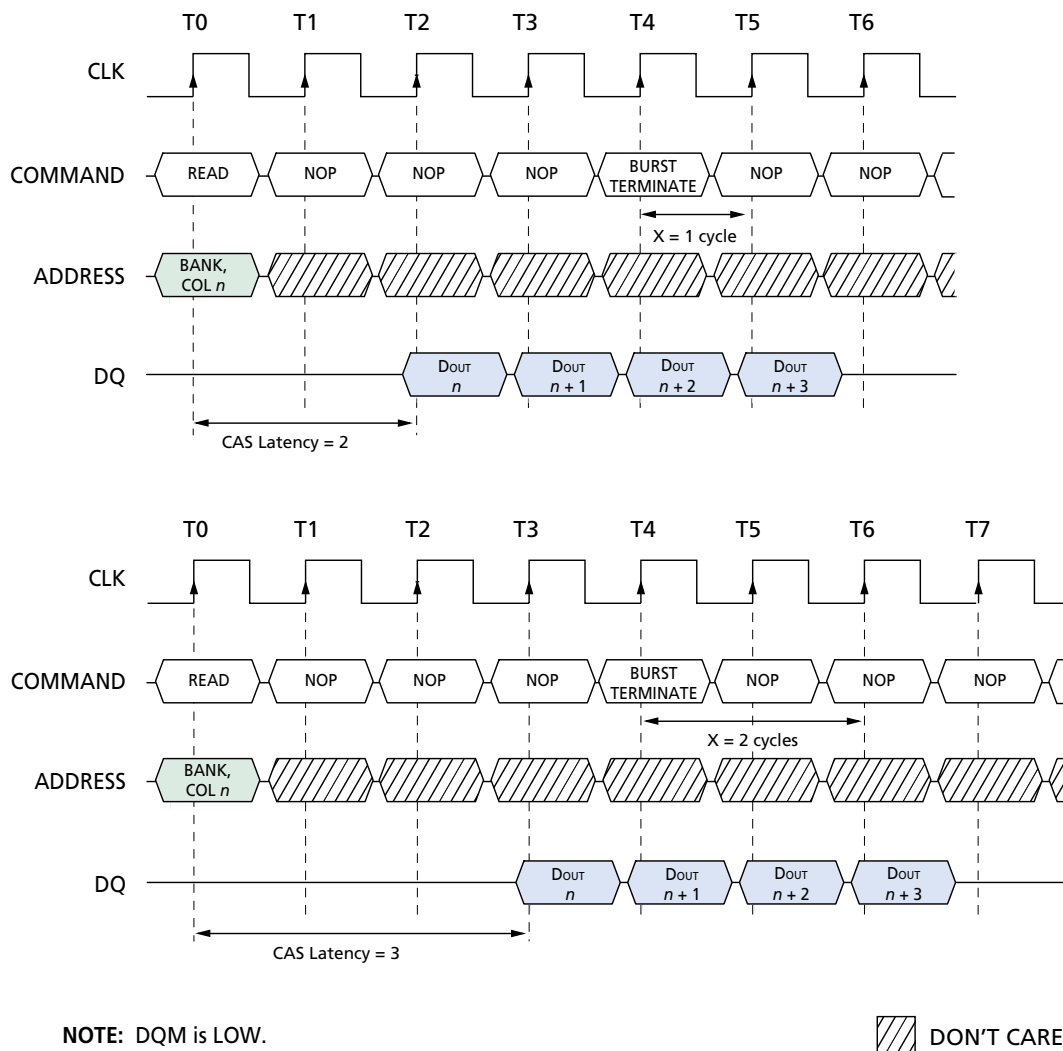 T0 T1 T2 T3 T4 T5 T6
CLK
COMMAND READ NOP NOP NOP BURST TERMINATE NOP NOP
X = 1 cycle
ADDRESS BANK, COL n
DQ DOUT n DOUT n + 1 DOUT n + 2 DOUT n + 3
CAS Latency = 2
T0 T1 T2 T3 T4 T5 T6 T7
CLK
COMMAND READ NOP NOP NOP BURST TERMINATE NOP NOP NOP
X = 2 cycles
ADDRESS BANK, COL n
DQ DOUT n DOUT n + 1 DOUT n + 2 DOUT n + 3
CAS Latency = 3
NOTE: DQM is LOW.
DON'T CARE